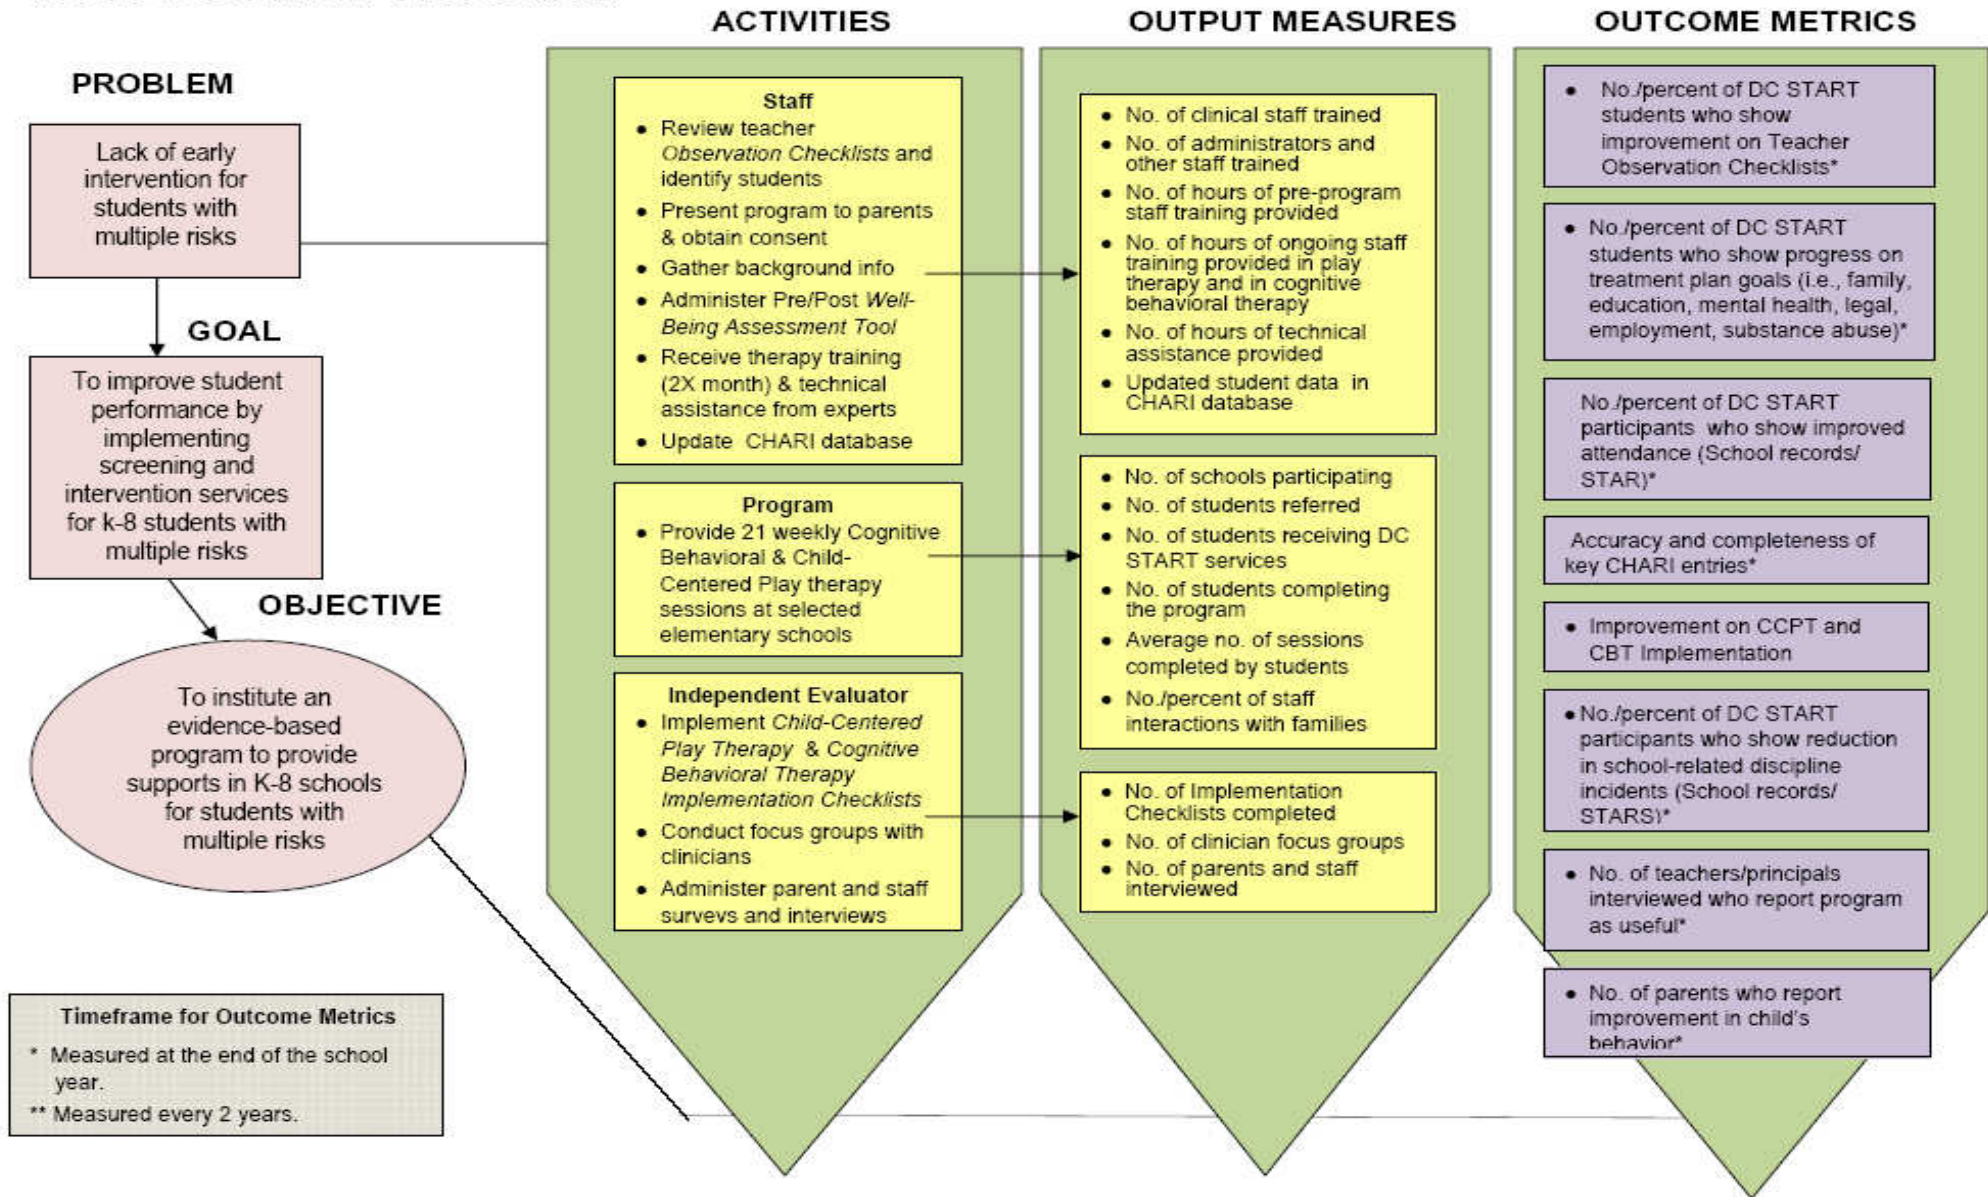 ACTIVITIES
OUTPUT MEASURES
OUTCOME METRICS
PROBLEM
Lack of early
intervention for
students with
multiple risks
GOAL
To improve student
performance by
implementing
screening and
intervention services
for k-8 students with
multiple risks
OBJECTIVE
To institute an
evidence-based
program to provide
supports in K-8 schools
for students with
multiple risks
Timeframe for Outcome Metrics
* Measured at the end of the school
year.
** Measured every 2 years.
Staff
• Review teacher
Observation Checklists and
identify students
• Present program to parents
& obtain consent
• Gather background info
• Administer Pre/Post Well-
Being Assessment Tool
• Receive therapy training
(2X month) & technical
assistance from experts
• Update CHARI database
Program
• Provide 21 weekly Cognitive
Behavioral & Child-
Centered Play therapy
sessions at selected
elementary schools
Independent Evaluator
• Implement Child-Centered
Play Therapy & Cognitive
Behavioral Therapy
Implementation Checklists
• Conduct focus groups with
clinicians
• Administer parent and staff
surveys and interviews
• No. of clinical staff trained
• No. of administrators and
other staff trained
• No. of hours of pre-program
staff training provided
• No. of hours of ongoing staff
training provided in play
therapy and in cognitive
behavioral therapy
• No. of hours of technical
assistance provided
• Updated student data in
CHARI database
• No. of schools participating
• No. of students referred
• No. of students receiving DC
START services
• No. of students completing
the program
• Average no. of sessions
completed by students
• No./percent of staff
interactions with families
• No. of Implementation
Checklists completed
• No. of clinician focus groups
• No. of parents and staff
interviewed
• No./percent of DC START
students who show
improvement on Teacher
Observation Checklists*
• No./percent of DC START
students who show progress on
treatment plan goals (i.e., family,
education, mental health, legal,
employment, substance abuse)*
No./percent of DC START
participants who show improved
attendance (School records/
STAR)*
Accuracy and completeness of
key CHARI entries*
• Improvement on CCPT and
CBT Implementation
• No./percent of DC START
participants who show reduction
in school-related discipline
incidents (School records/
STARS)*
• No. of teachers/principals
interviewed who report program
as useful*
• No. of parents who report
improvement in child's
behavior*